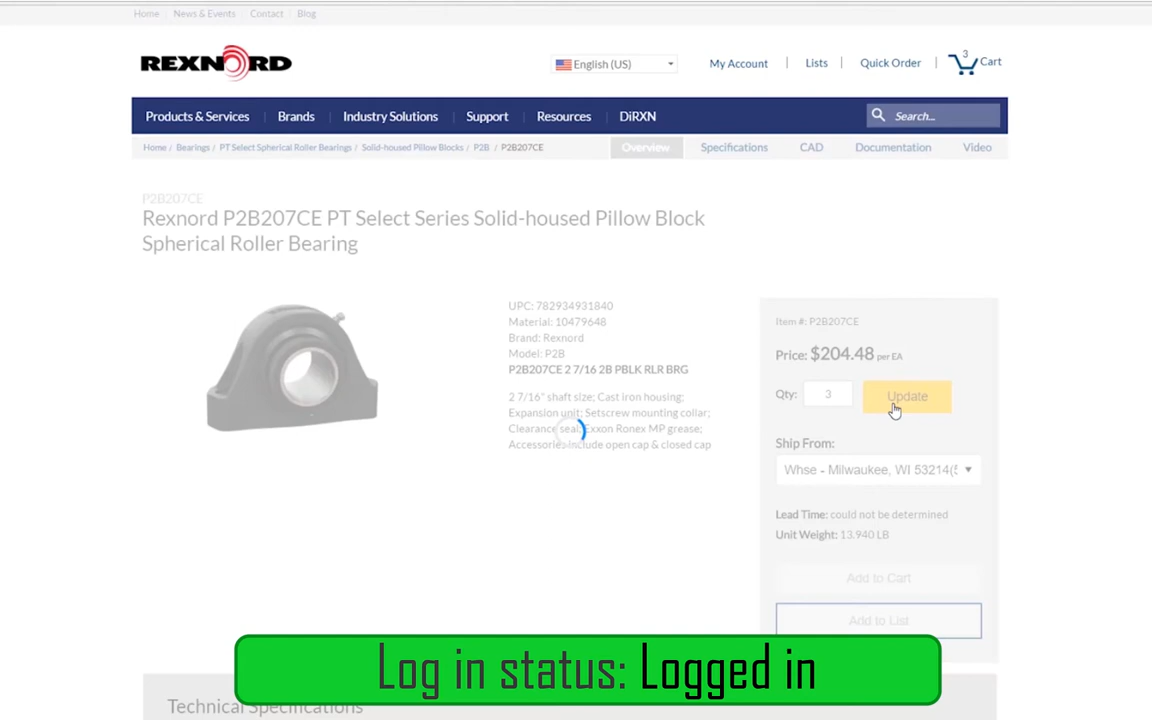 Home News & Events Contact Blog
REXNORD
English (US)
My Account | Lists | Quick Order | 3 Cart
Products & Services Brands Industry Solutions Support Resources DiRXN Search...
Home / Bearings / PT Select Spherical Roller Bearings / Solid-housed Pillow Blocks / P2B / P2B207CE Overview Specifications CAD Documentation Video
P2B207CE
Rexnord P2B207CE PT Select Series Solid-housed Pillow Block
Spherical Roller Bearing
UPC: 782934931840
Material: 10479648
Brand: Rexnord
Model: P2B
P2B207CE 2 7/16 2B PBLK RLR BRG
2 7/16" shaft size; Cast iron housing;
Expansion unit; Setscrew mounting collar;
Clearance seal; Exxon Ronex MP grease;
Accessories include open cap & closed cap
Item #: P2B207CE
Price: $204.48 per EA
Qty: 3 Update
Ship From:
Whse - Milwaukee, WI 53214(5
Lead Time: could not be determined
Unit Weight: 13.940 LB
Add to Cart
Add to List
Log in status: Logged in
Technical Specifications